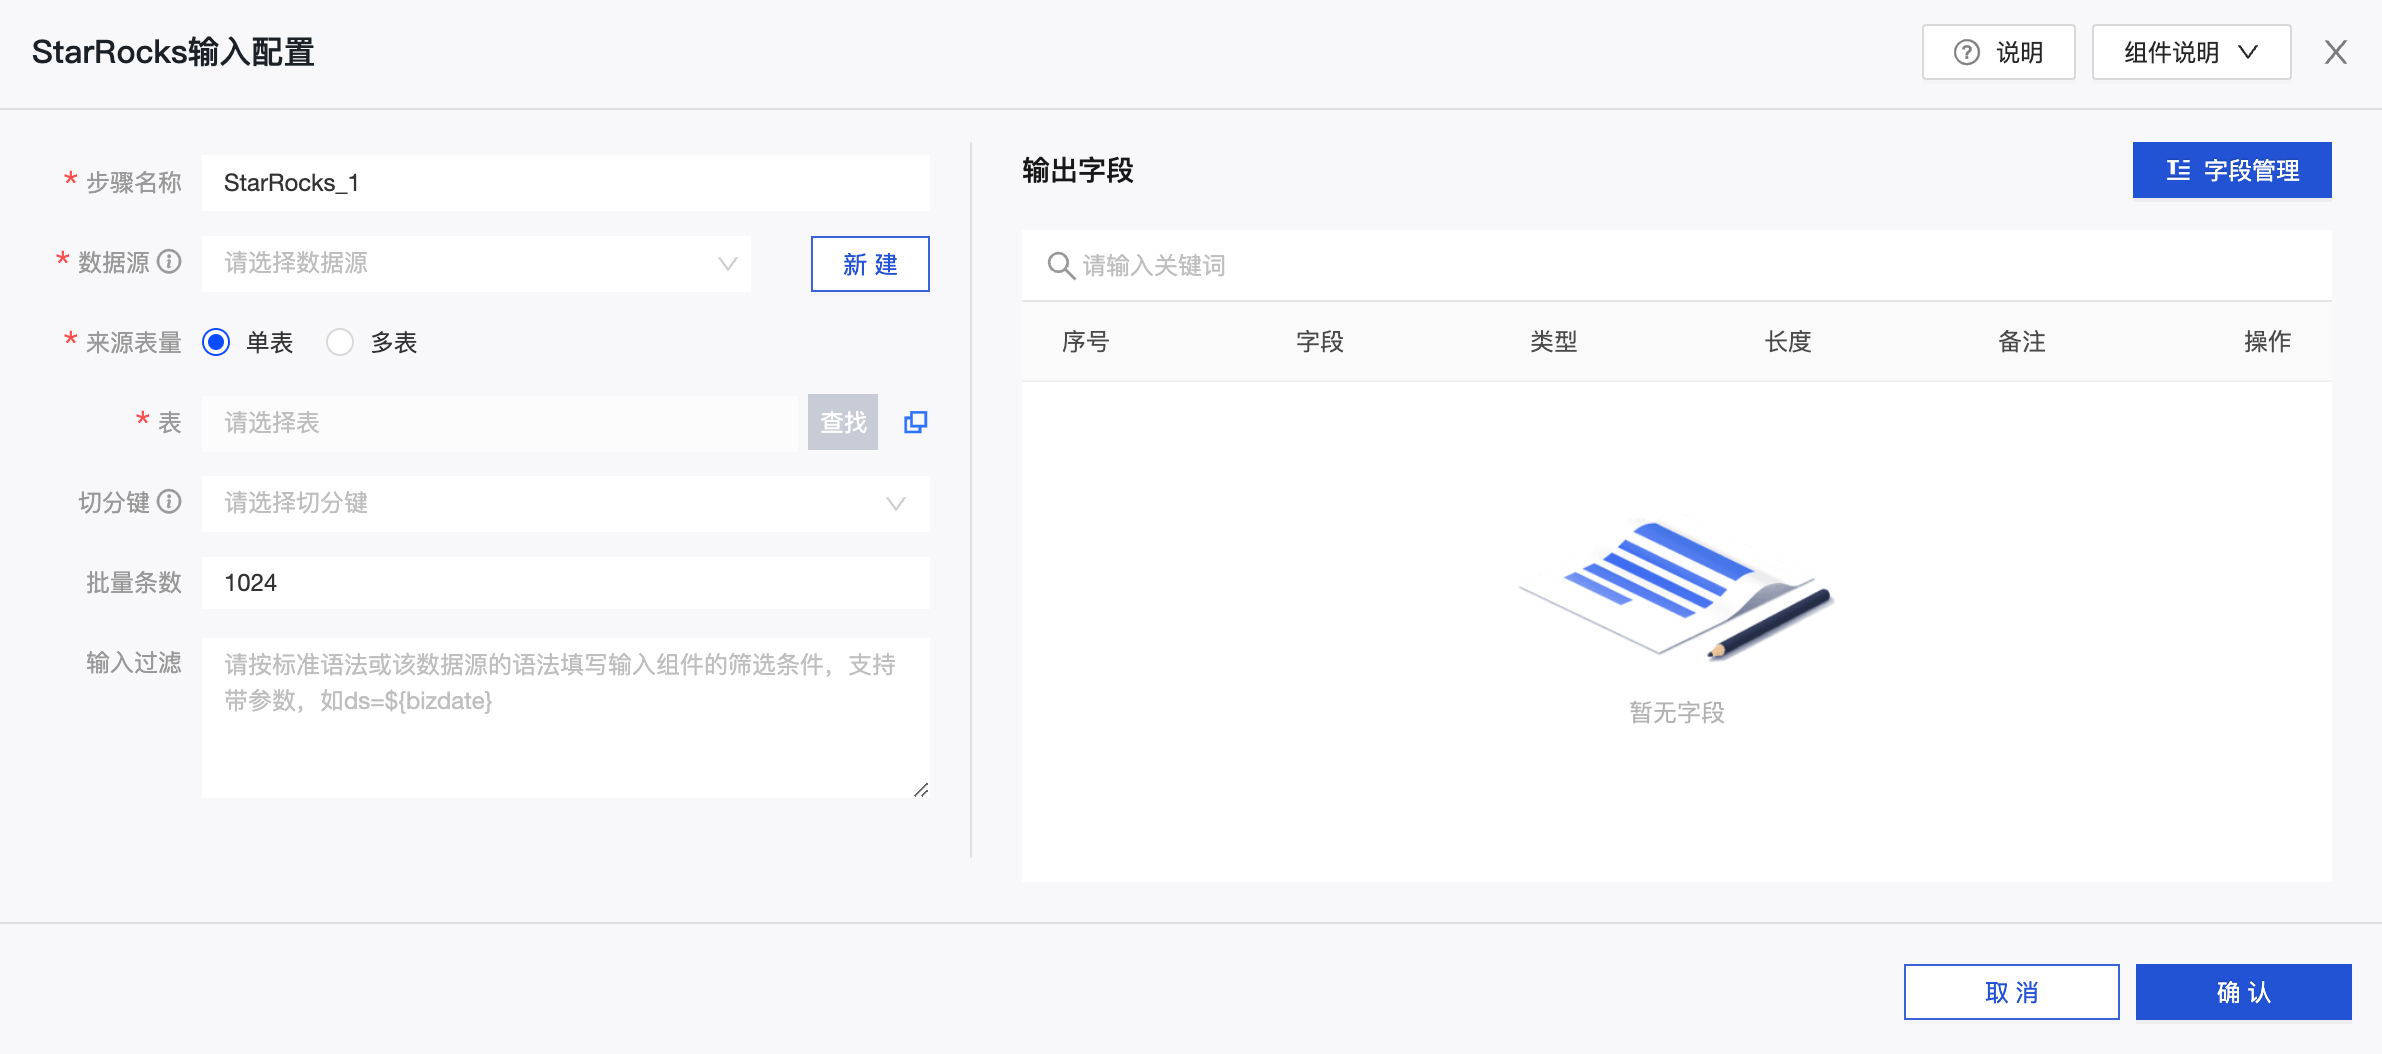 StarRocks输入配置
说明
组件说明
* 步骤名称
StarRocks_1
* 数据源
请选择数据源
新 建
* 来源表量
单表
多表
* 表
请选择表
查找
切分键
请选择切分键
批量条数
1024
输入过滤
请按标准语法或该数据源的语法填写输入组件的筛选条件，支持
带参数，如ds=${bizdate}
输出字段
字段管理
请输入关键词
序号 字段 类型 长度 备注 操作
暂无字段
取 消
确 认